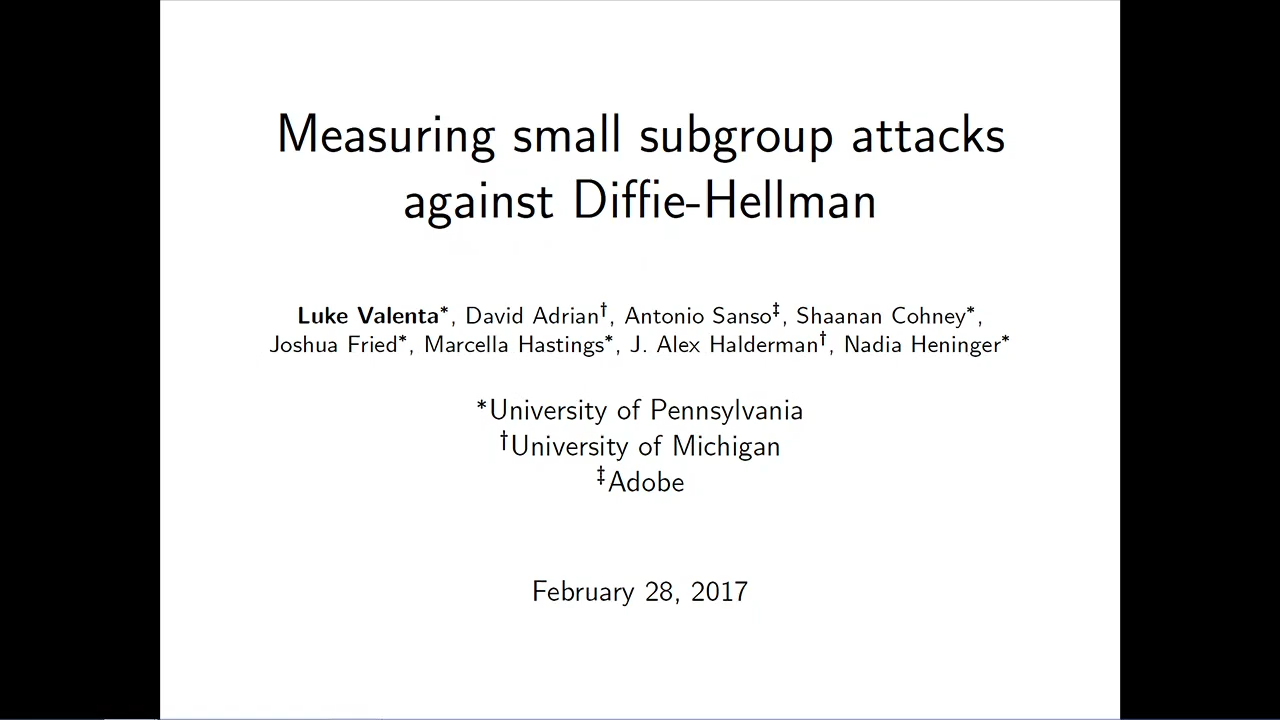 Measuring small subgroup attacks
against Diffie-Hellman
Luke Valenta*, David Adrian†, Antonio Sanso‡, Shaanan Cohney*,
Joshua Fried*, Marcella Hastings*, J. Alex Halderman†, Nadia Heninger*
*University of Pennsylvania
†University of Michigan
‡Adobe
February 28, 2017